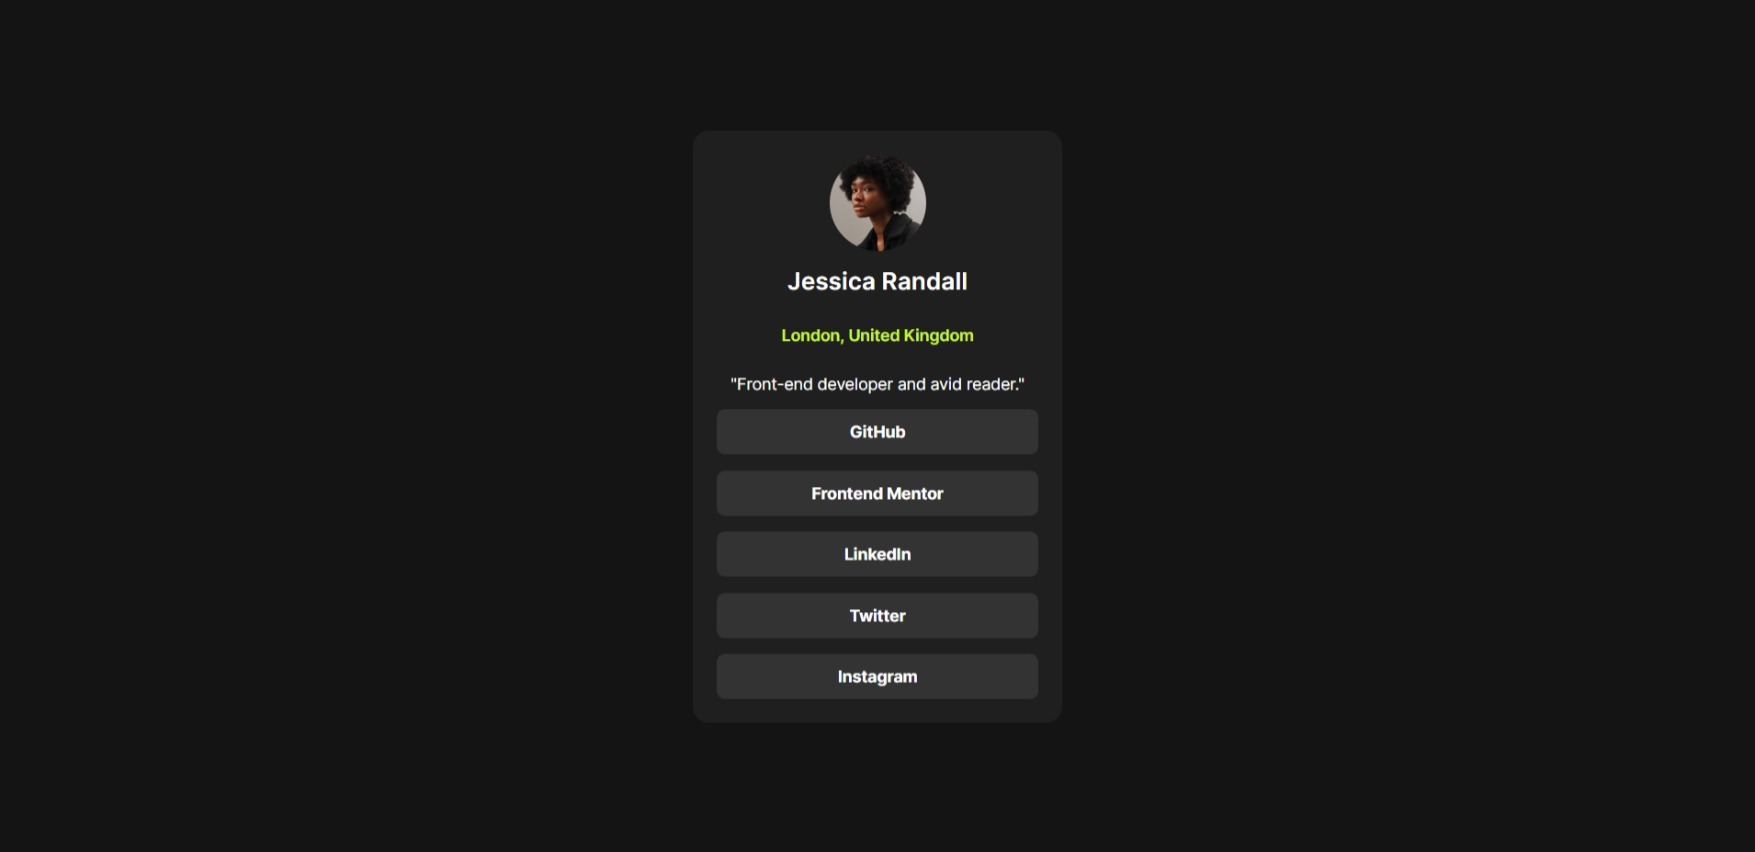 Jessica Randall
London, United Kingdom
"Front-end developer and avid reader."
GitHub
Frontend Mentor
LinkedIn
Twitter
Instagram